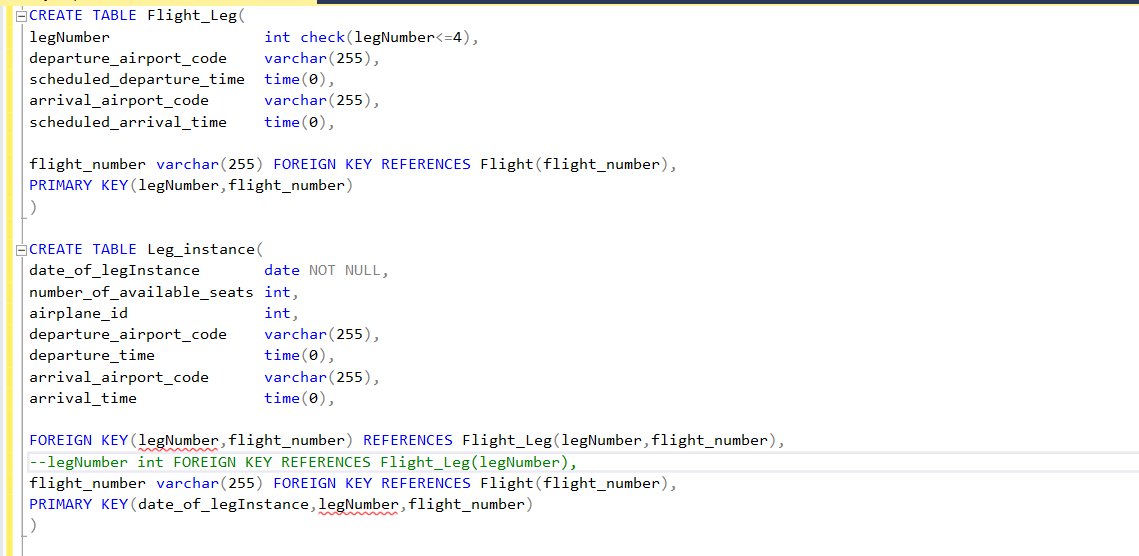 CREATE TABLE Flight_Leg(
legNumber int check(legNumber<=4),
departure_airport_code varchar(255),
scheduled_departure_time time(0),
arrival_airport_code varchar(255),
scheduled_arrival_time time(0),
flight_number varchar(255) FOREIGN KEY REFERENCES Flight(flight_number),
PRIMARY KEY(legNumber,flight_number)
)
CREATE TABLE Leg_instance(
date_of_legInstance date NOT NULL,
number_of_available_seats int,
airplane_id int,
departure_airport_code varchar(255),
departure_time time(0),
arrival_airport_code varchar(255),
arrival_time time(0),
FOREIGN KEY(legNumber,flight_number) REFERENCES Flight_Leg(legNumber,flight_number),
--legNumber int FOREIGN KEY REFERENCES Flight_Leg(legNumber),
flight_number varchar(255) FOREIGN KEY REFERENCES Flight(flight_number),
PRIMARY KEY(date_of_legInstance,legNumber,flight_number)
)